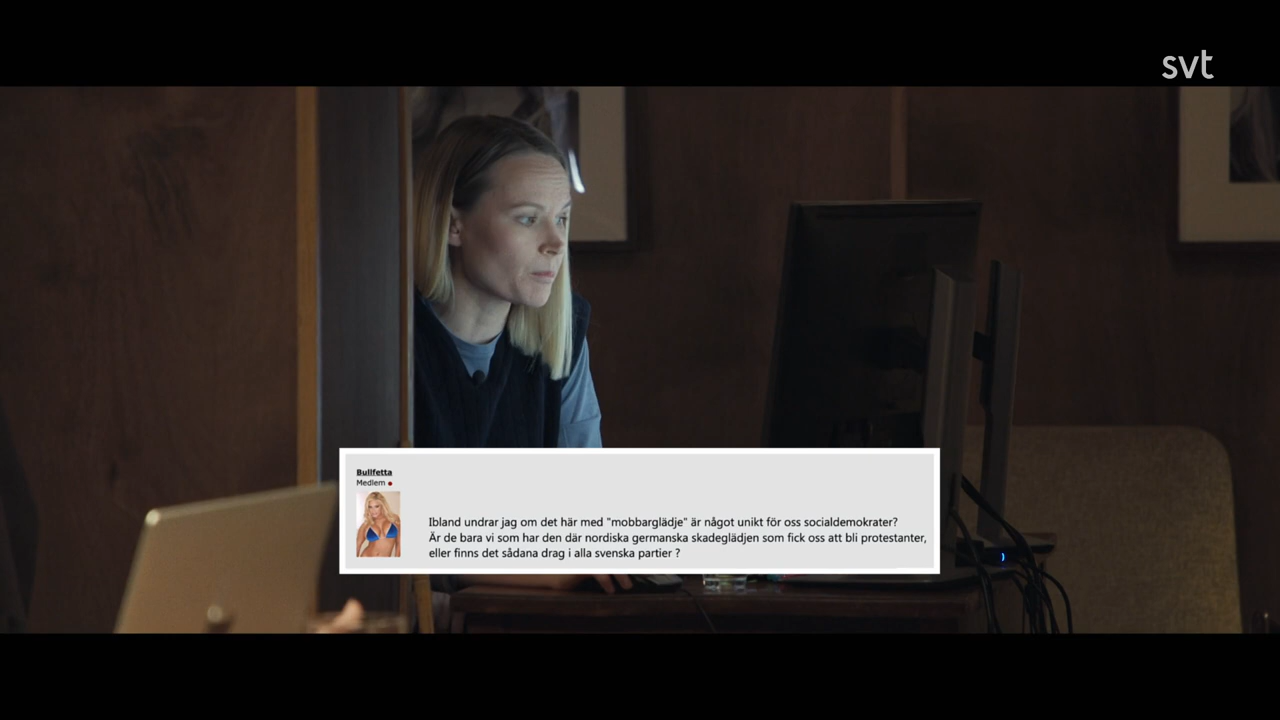 svt
Bullfetta
Medlem
Ibland undrar jag om det här med "mobbarglädje" är något unikt för oss socialdemokrater?
Är de bara vi som har den där nordiska germanska skadeglädjen som fick oss att bli protestanter,
eller finns det sådana drag i alla svenska partier ?